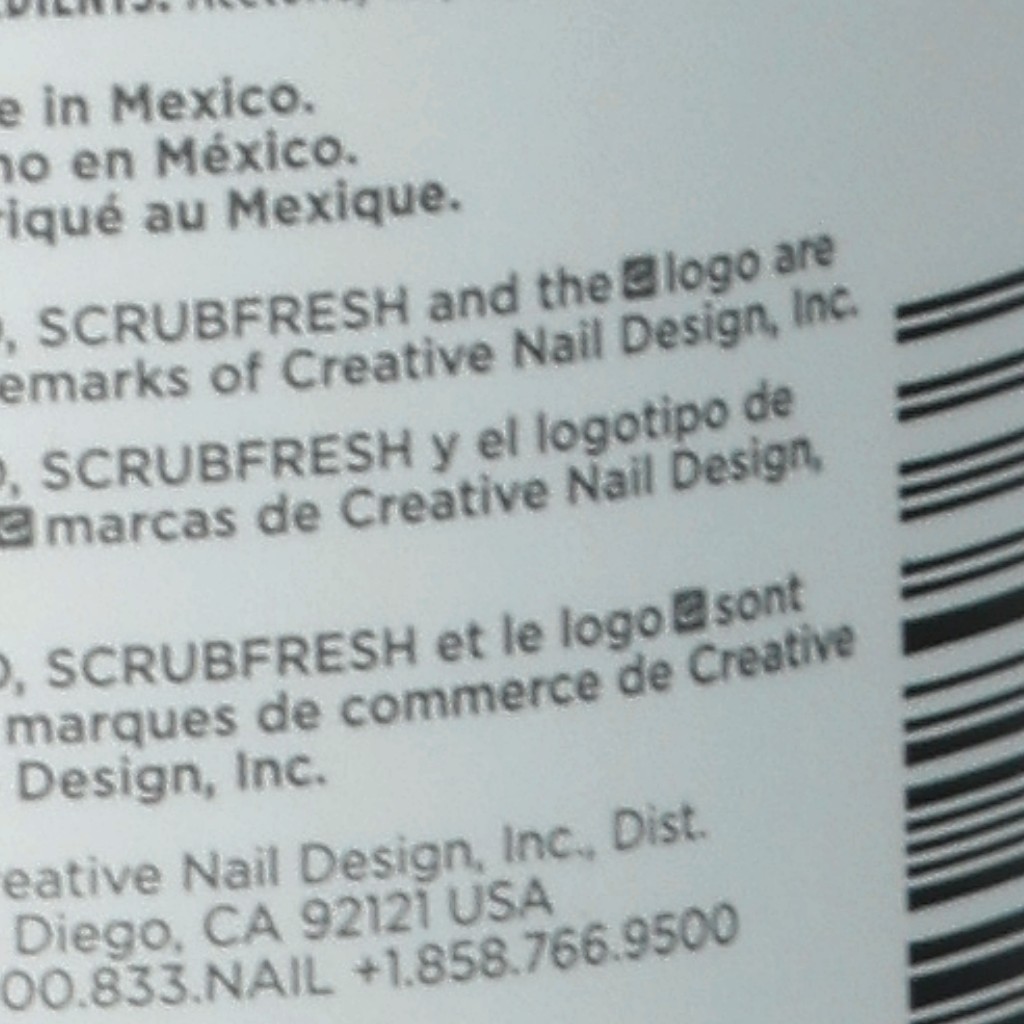 e in Mexico.
ho en México.
riqué au Mexique.
, SCRUBFRESH and the logo are
emarks of Creative Nail Design, Inc.
, SCRUBFRESH y el logotipo de
marcas de Creative Nail Design,
, SCRUBFRESH et le logo sont
marques de commerce de Creative
Design, Inc.
eative Nail Design, Inc., Dist.
Diego, CA 92121 USA
00.833.NAIL +1.858.766.9500